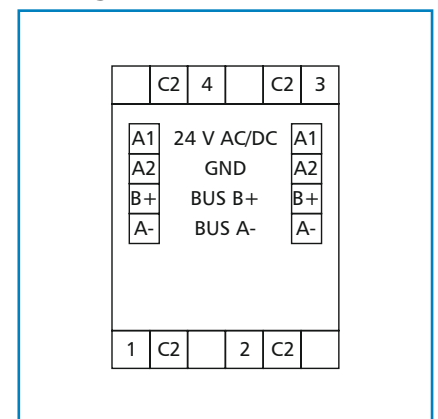 C2 4 C2 3
A1 24 V AC/DC A1
A2 GND A2
B+ BUS B+ B+
A- BUS A- A-
1 C2 2 C2